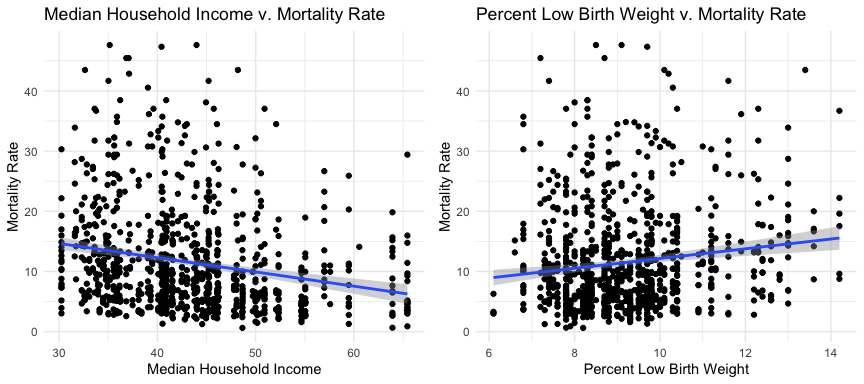 Median Household Income v. Mortality Rate
Mortality Rate
40
30
20
10
0
30 40 50 60
Median Household Income
Percent Low Birth Weight v. Mortality Rate
Mortality Rate
40
30
20
10
0
6 8 10 12 14
Percent Low Birth Weight